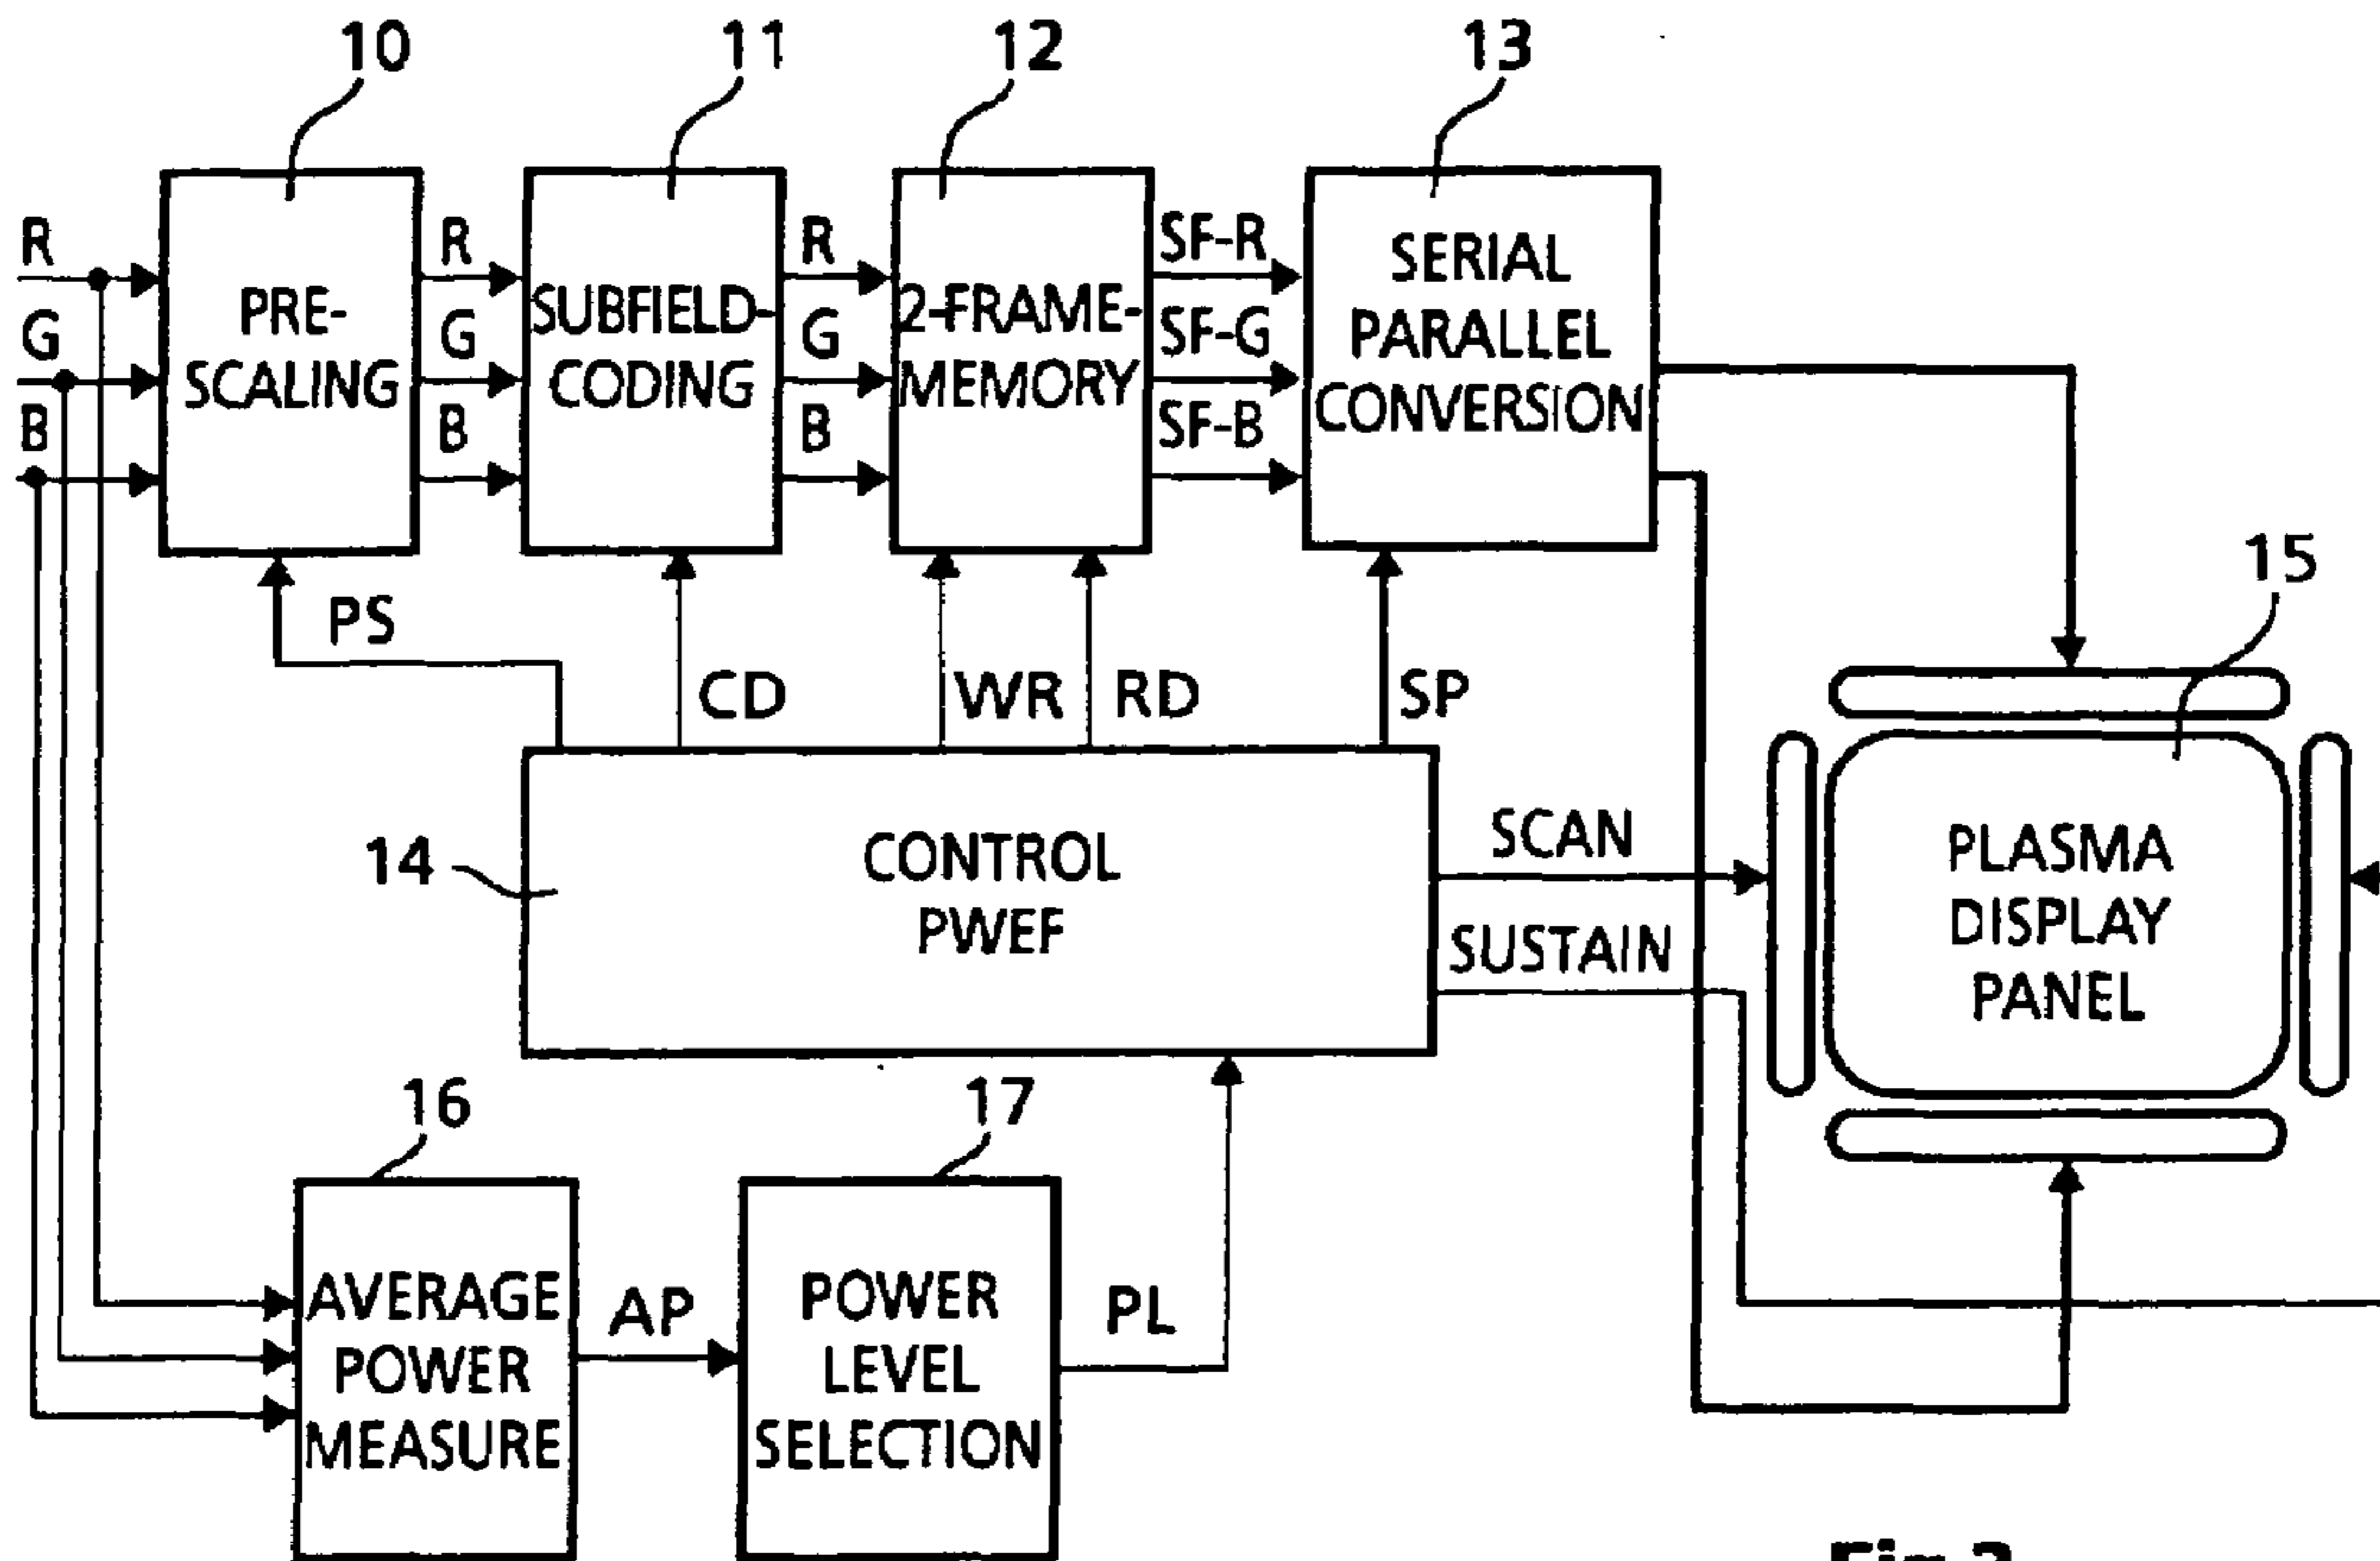 10
11
12
13
R
G
B
PRE-
SCALING
R
G
B
SUBFIELD-
CODING
R
G
B
2-FRAME-
MEMORY
SF-R
SF-G
SF-B
SERIAL
PARALLEL
CONVERSION
PS
CD
WR
RD
SP
15
14
CONTROL
PWEF
SCAN
SUSTAIN
PLASMA
DISPLAY
PANEL
16
17
AVERAGE
POWER
MEASURE
AP
POWER
LEVEL
SELECTION
PL